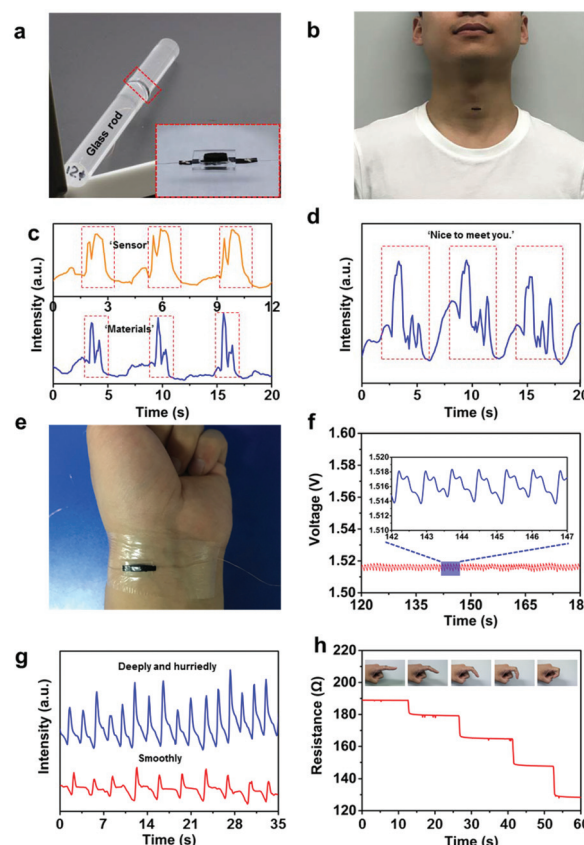 a
Glass rod
b
c
'Sensor'
0 3 6 9 12
'Materials'
Intensity (a.u.)
0 5 10 15 20
Time (s)
d
'Nice to meet you.'
Intensity (a.u.)
0 5 10 15 20
Time (s)
e
f
1.60
1.58
1.56
1.54
1.52
1.50
Voltage (V)
1.520
1.518
1.516
1.514
1.512
1.510
142 143 144 145 146 147
120 135 150 165 180
Time (s)
g
Deeply and hurriedly
Smoothly
Intensity (a.u.)
0 7 14 21 28 35
Time (s)
h
240
220
200
180
160
140
120
Resistance (Ω)
0 10 20 30 40 50 60
Time (s)